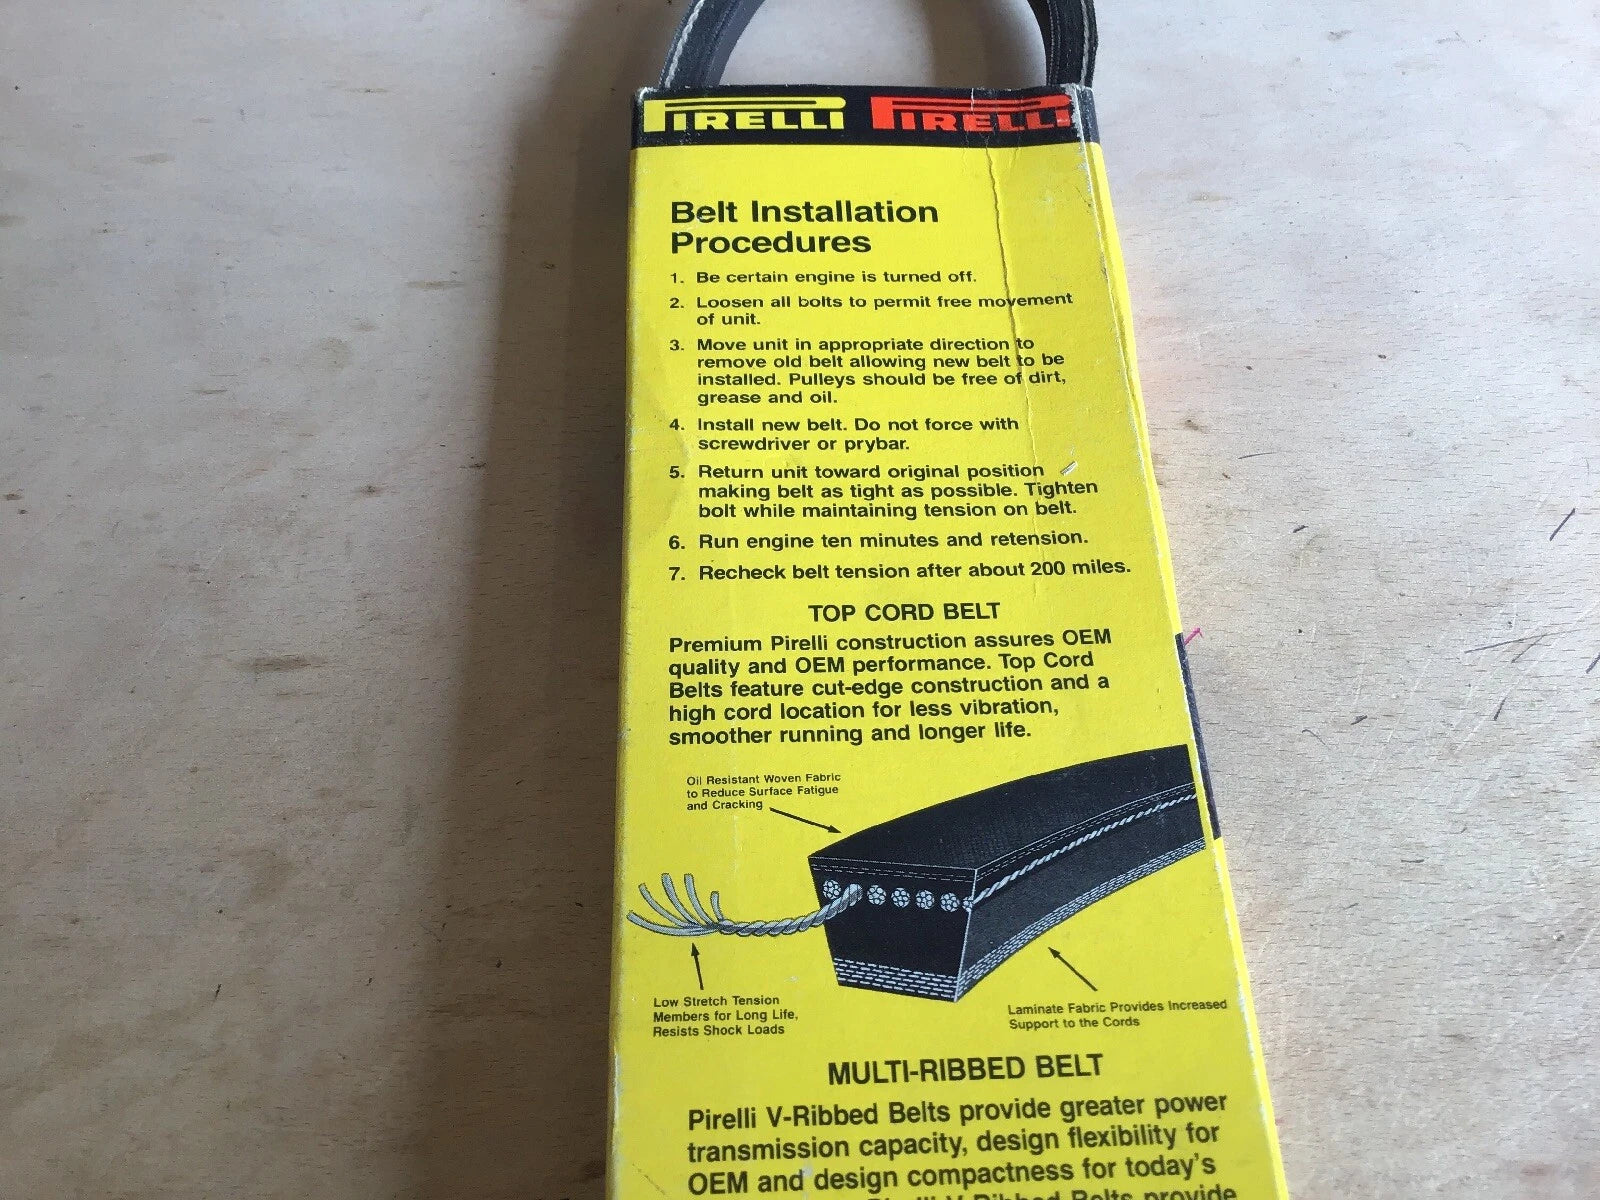 PIRELLI PIRELLI
Belt Installation
Procedures
1. Be certain engine is turned off.
2. Loosen all bolts to permit free movement
of unit.
3. Move unit in appropriate direction to
remove old belt allowing new belt to be
installed. Pulleys should be free of dirt,
grease and oil.
4. Install new belt. Do not force with
screwdriver or prybar.
5. Return unit toward original position
making belt as tight as possible. Tighten
bolt while maintaining tension on belt.
6. Run engine ten minutes and retension.
7. Recheck belt tension after about 200 miles.
TOP CORD BELT
Premium Pirelli construction assures OEM
quality and OEM performance. Top Cord
Belts feature cut-edge construction and a
high cord location for less vibration,
smoother running and longer life.
Oil Resistant Woven Fabric
to Reduce Surface Fatigue
and Cracking
Low Stretch Tension
Members for Long Life,
Resists Shock Loads
Laminate Fabric Provides Increased
Support to the Cords
MULTI-RIBBED BELT
Pirelli V-Ribbed Belts provide greater power
transmission capacity, design flexibility for
OEM and design compactness for today's
Pirelli V-Ribbed Belts provide